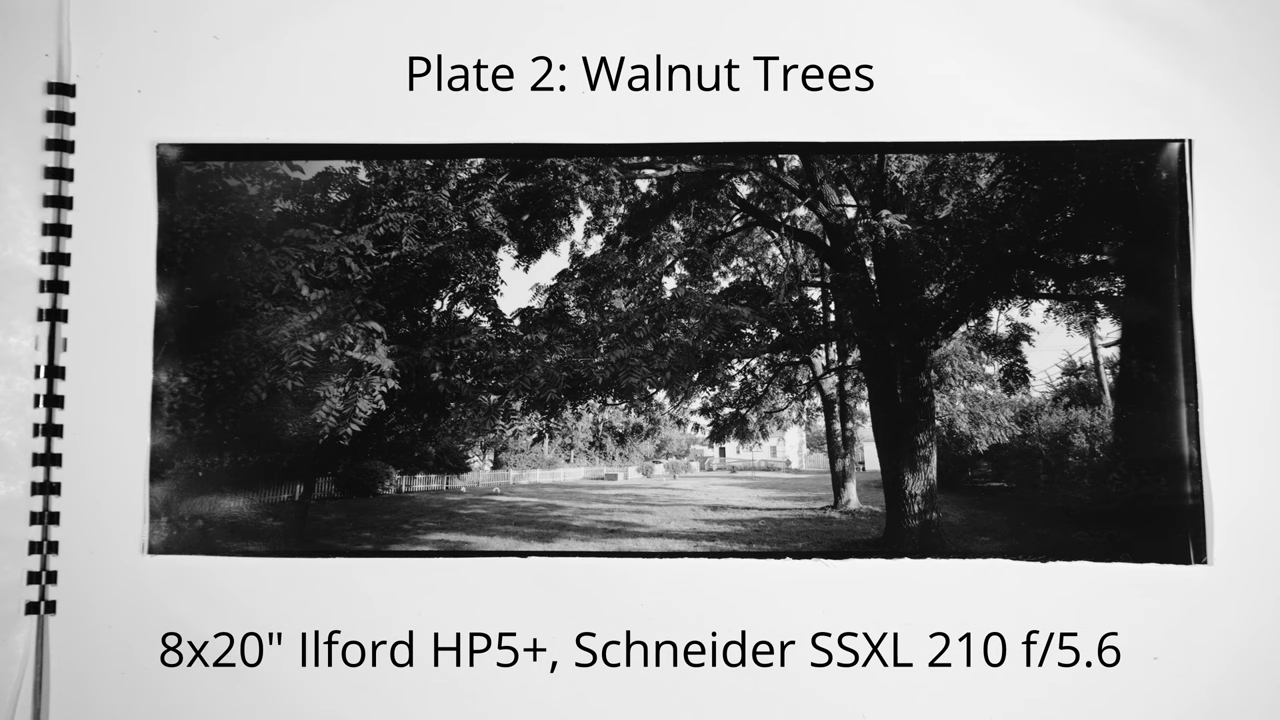 Plate 2: Walnut Trees
8x20" Ilford HP5+, Schneider SSXL 210 f/5.6